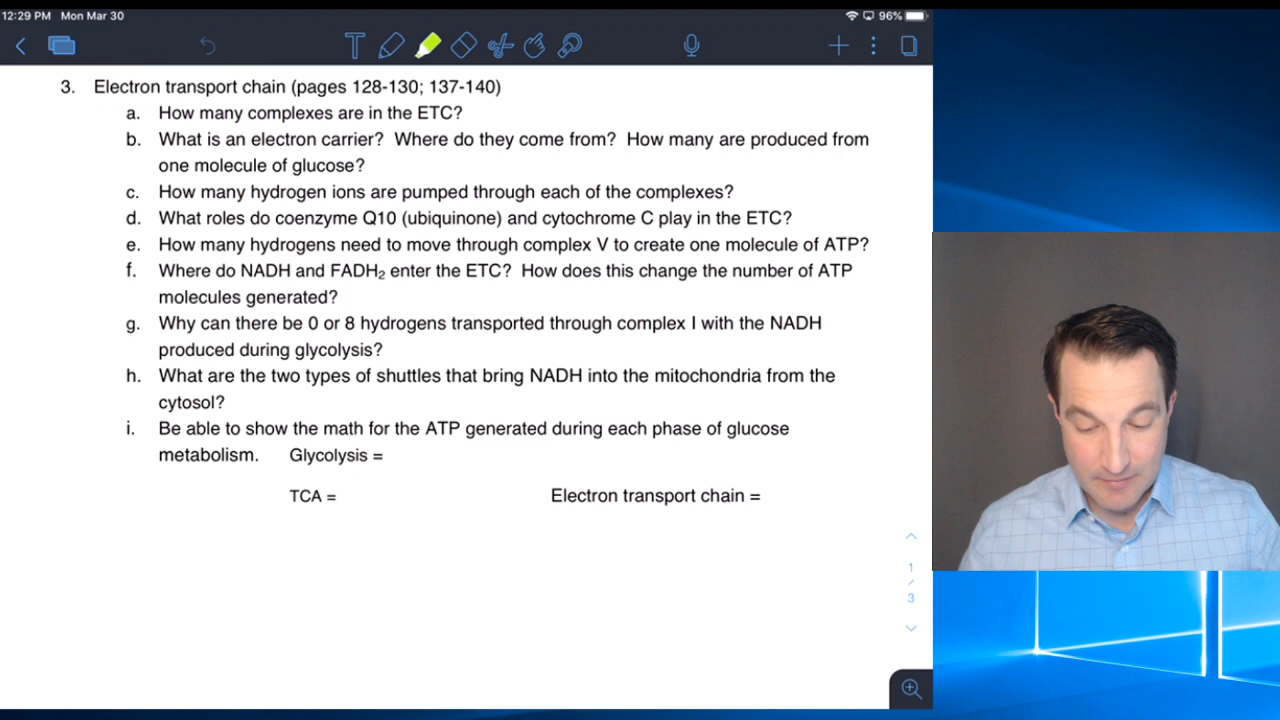 12:29 PM Mon Mar 30 96%
T
3. Electron transport chain (pages 128-130; 137-140)
a. How many complexes are in the ETC?
b. What is an electron carrier? Where do they come from? How many are produced from
one molecule of glucose?
c. How many hydrogen ions are pumped through each of the complexes?
d. What roles do coenzyme Q10 (ubiquinone) and cytochrome C play in the ETC?
e. How many hydrogens need to move through complex V to create one molecule of ATP?
f. Where do NADH and FADH₂ enter the ETC? How does this change the number of ATP
molecules generated?
g. Why can there be 0 or 8 hydrogens transported through complex I with the NADH
produced during glycolysis?
h. What are the two types of shuttles that bring NADH into the mitochondria from the
cytosol?
i. Be able to show the math for the ATP generated during each phase of glucose
metabolism. Glycolysis =
TCA = Electron transport chain =
1
/
3